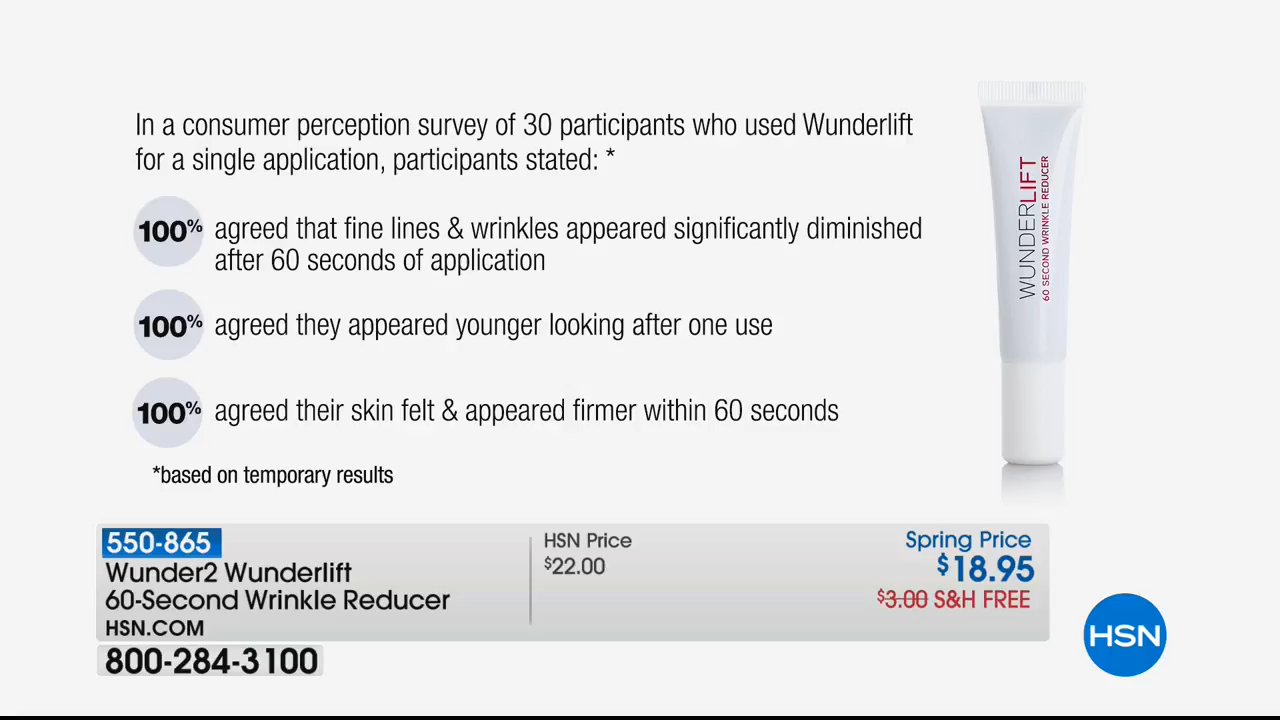 In a consumer perception survey of 30 participants who used Wunderlift
for a single application, participants stated: *
100% agreed that fine lines & wrinkles appeared significantly diminished
after 60 seconds of application
100% agreed they appeared younger looking after one use
100% agreed their skin felt & appeared firmer within 60 seconds
*based on temporary results
WUNDERLIFT
60 SECOND WRINKLE REDUCER
550-865
Wunder2 Wunderlift
60-Second Wrinkle Reducer
HSN.COM
800-284-3100
HSN Price
$22.00
Spring Price
$18.95
$3.00 S&H FREE
HSN